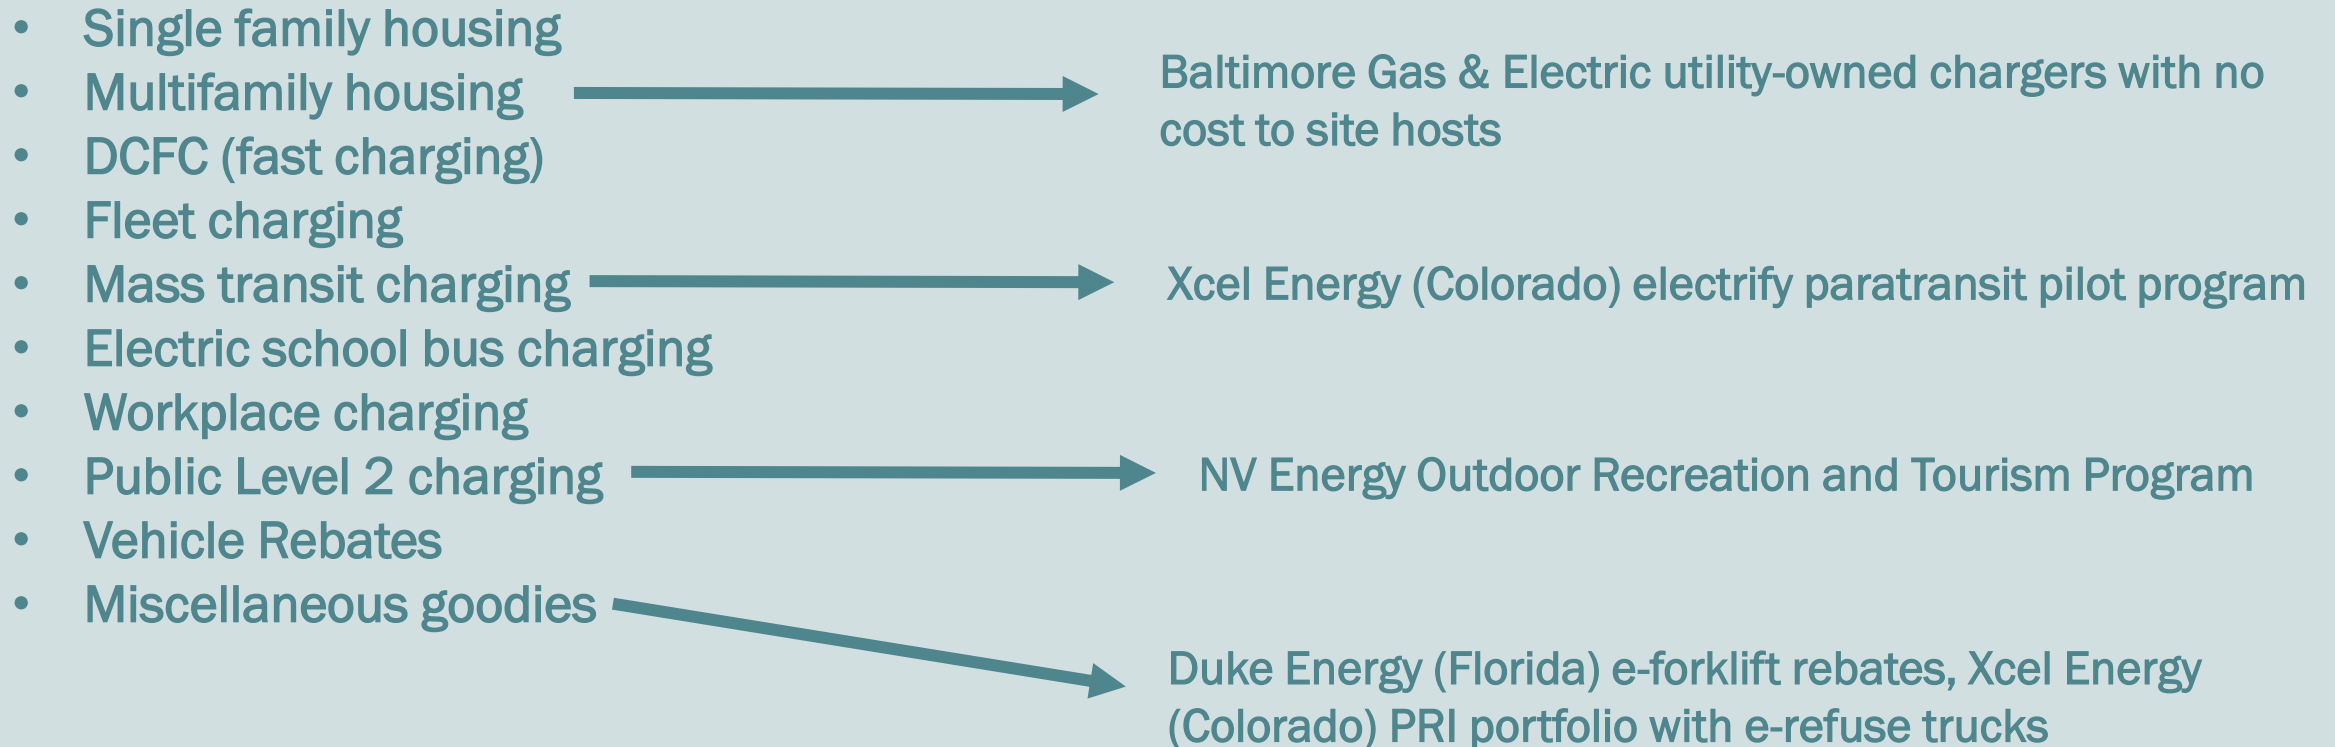 • Single family housing
• Multifamily housing
• DCFC (fast charging)
• Fleet charging
• Mass transit charging
• Electric school bus charging
• Workplace charging
• Public Level 2 charging
• Vehicle Rebates
• Miscellaneous goodies
Baltimore Gas & Electric utility-owned chargers with no
cost to site hosts
Xcel Energy (Colorado) electrify paratransit pilot program
NV Energy Outdoor Recreation and Tourism Program
Duke Energy (Florida) e-forklift rebates, Xcel Energy
(Colorado) PRI portfolio with e-refuse trucks